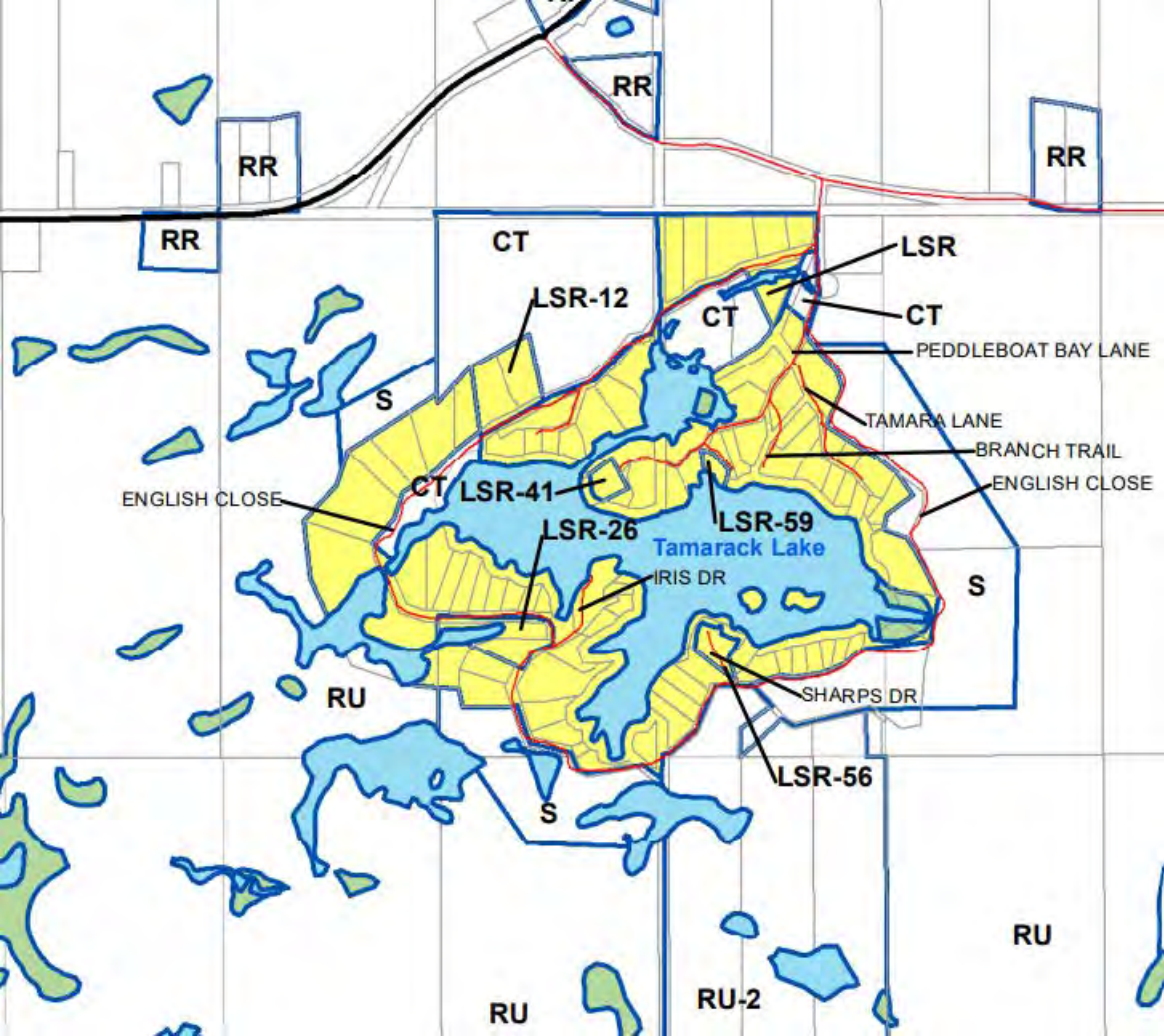 RR
RR
RR
RR
CT
LSR
LSR-12
CT
CT
PEDDLEBOAT BAY LANE
S
TAMARA LANE
BRANCH TRAIL
CT
LSR-41
ENGLISH CLOSE
ENGLISH CLOSE
LSR-59
LSR-26
Tamarack Lake
IRIS DR
S
SHARPS DR
RU
LSR-56
S
RU
RU-2
RU